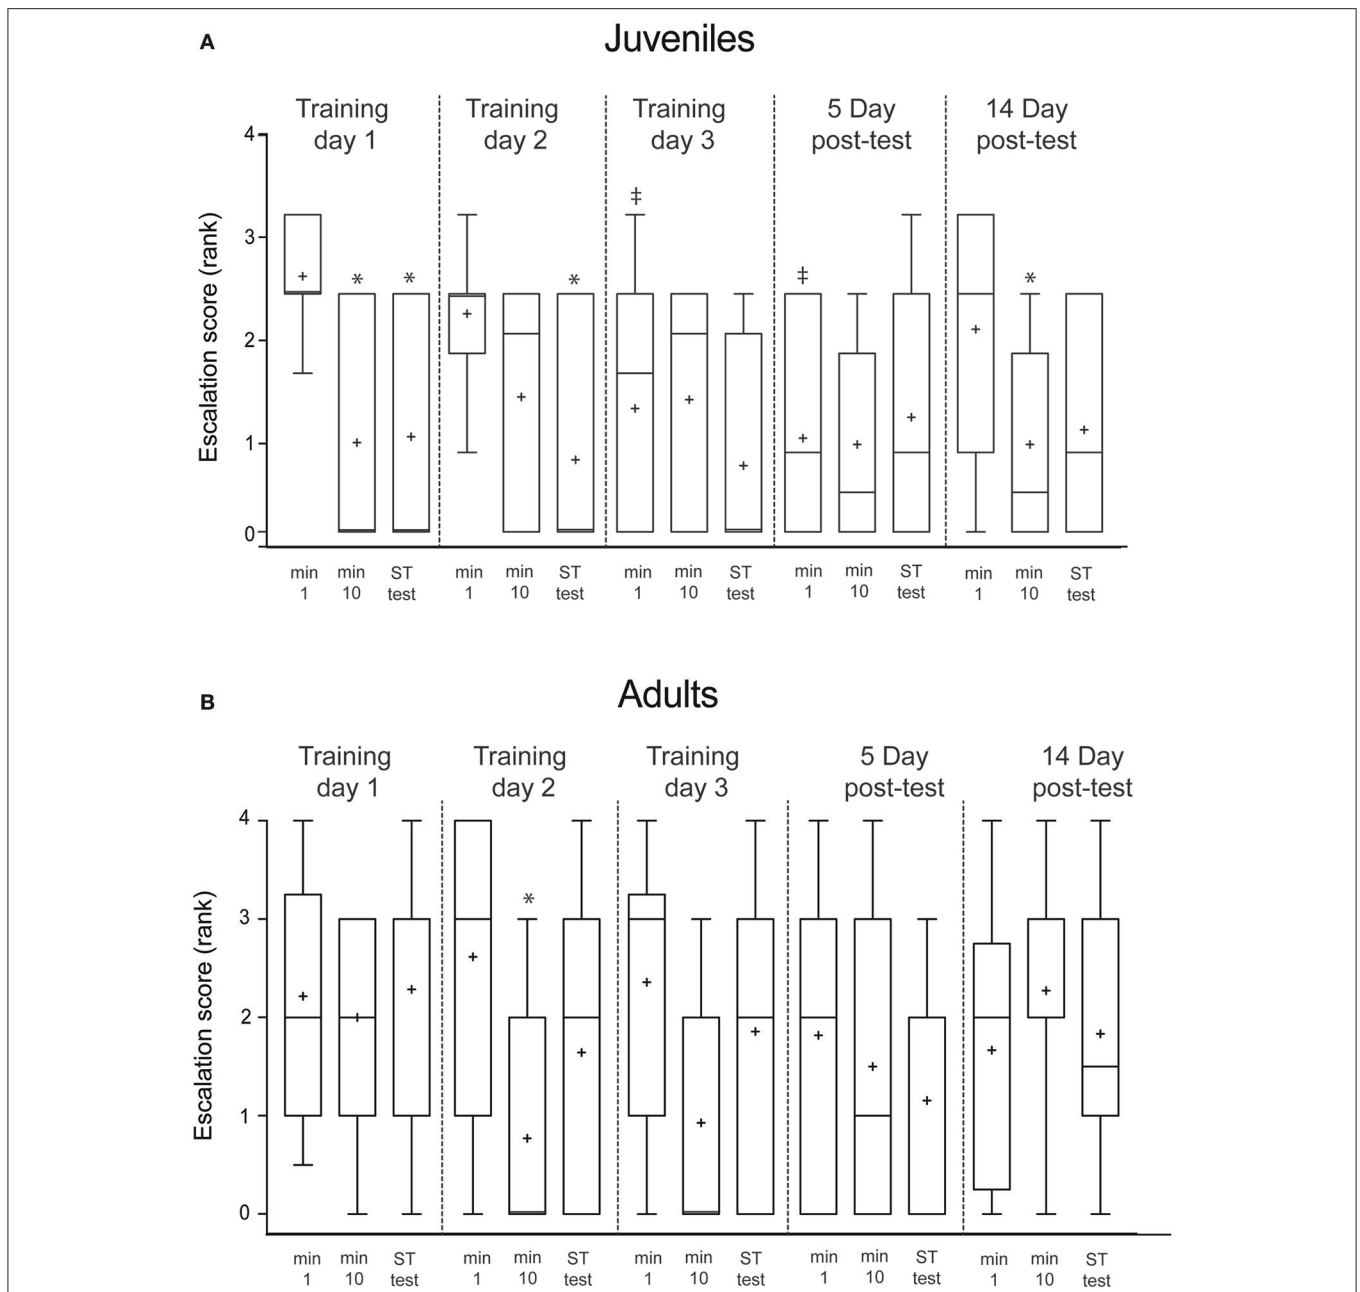 A
Juveniles
Training day 1
Training day 2
Training day 3
5 Day post-test
14 Day post-test
Escalation score (rank)
4
3
2
1
0
‡
*
*
*
‡
*
min 1
min 10
ST test
min 1
min 10
ST test
min 1
min 10
ST test
min 1
min 10
ST test
min 1
min 10
ST test
B
Adults
Training day 1
Training day 2
Training day 3
5 Day post-test
14 Day post-test
Escalation score (rank)
4
3
2
1
0
*
min 1
min 10
ST test
min 1
min 10
ST test
min 1
min 10
ST test
min 1
min 10
ST test
min 1
min 10
ST test